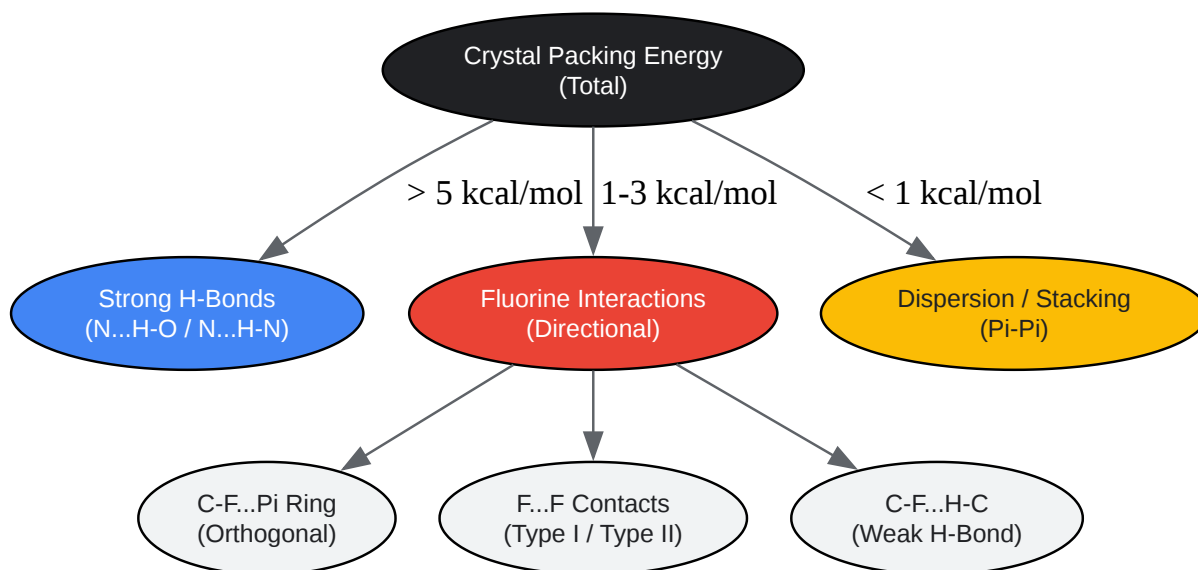 Crystal Packing Energy
(Total)
> 5 kcal/mol
1-3 kcal/mol
< 1 kcal/mol
Strong H-Bonds
(N...H-O / N...H-N)
Fluorine Interactions
(Directional)
Dispersion / Stacking
(Pi-Pi)
C-F...Pi Ring
(Orthogonal)
F...F Contacts
(Type I / Type II)
C-F...H-C
(Weak H-Bond)